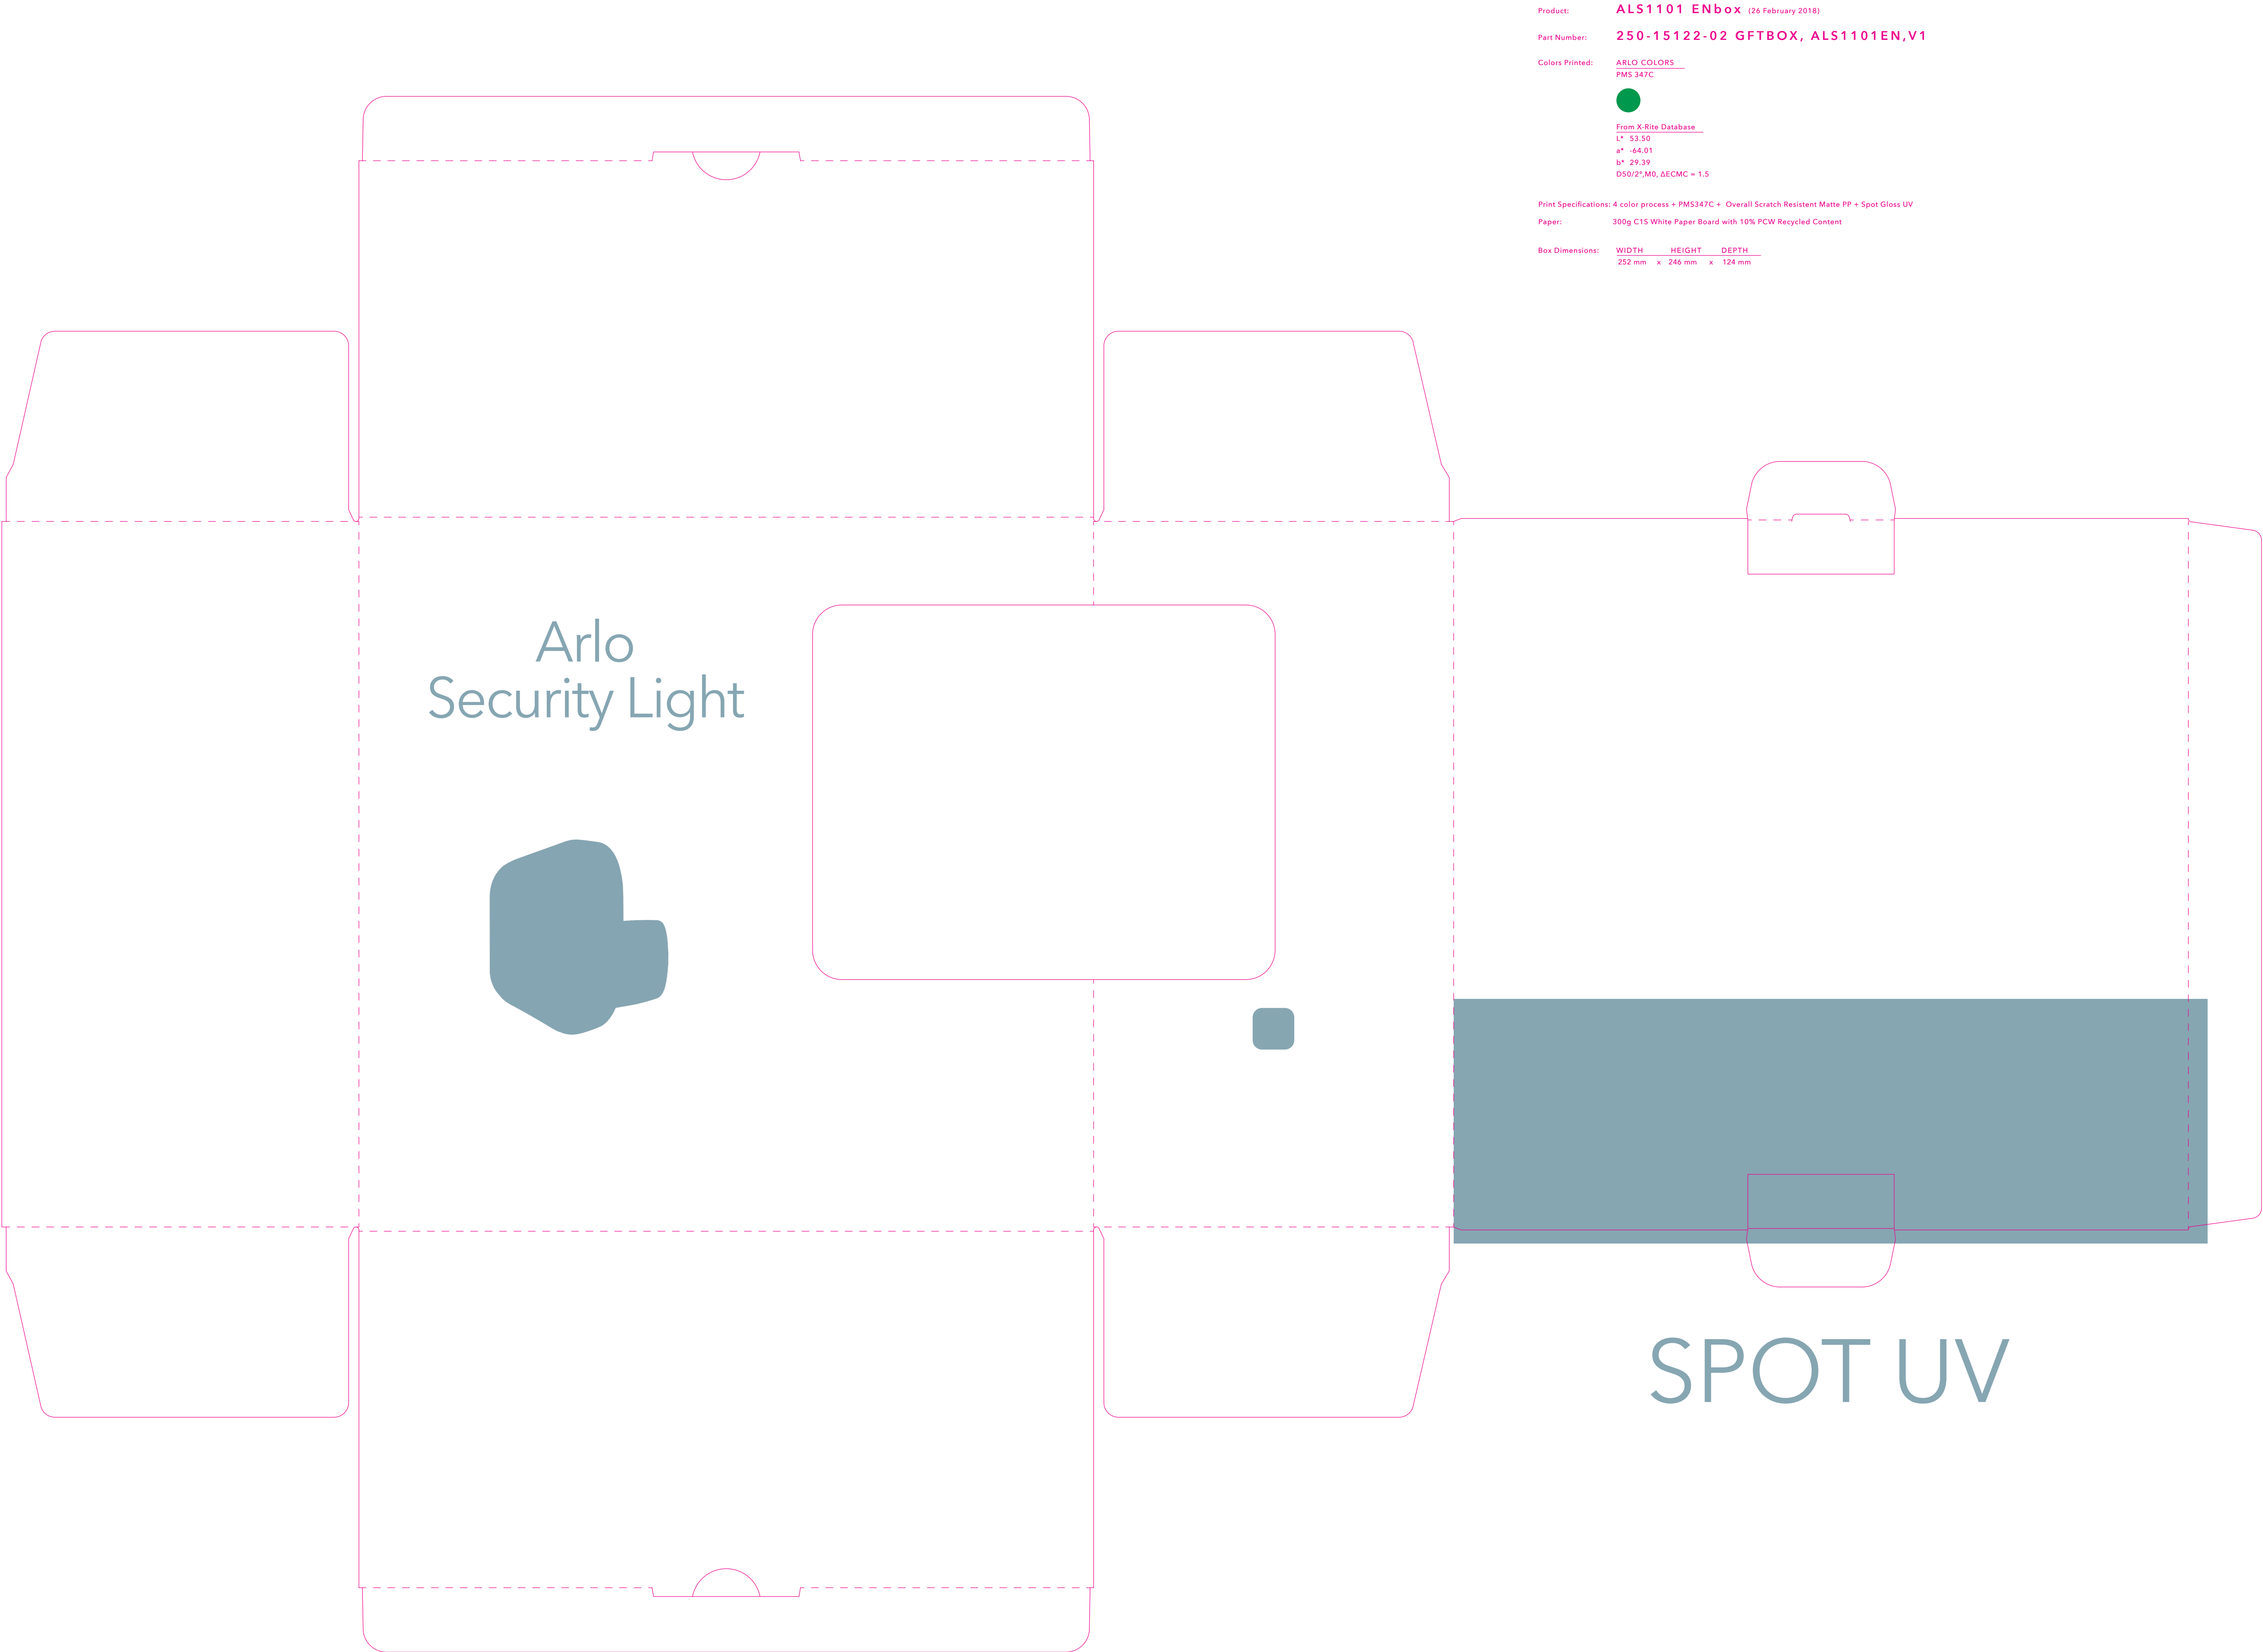 Product: ALS1101 ENbox (26 February 2018)
Part Number: 250-15122-02 GFTBOX, ALS1101EN,V1
Colors Printed: ARLO COLORS
PMS 347C
From X-Rite Database
L* 53.50
a* -64.01
b* 29.39
D50/2°,M0, ΔECMC = 1.5
Print Specifications: 4 color process + PMS347C + Overall Scratch Resistent Matte PP + Spot Gloss UV
Paper: 300g C1S White Paper Board with 10% PCW Recycled Content
Box Dimensions: WIDTH HEIGHT DEPTH
252 mm x 246 mm x 124 mm
Arlo
Security Light
SPOT UV